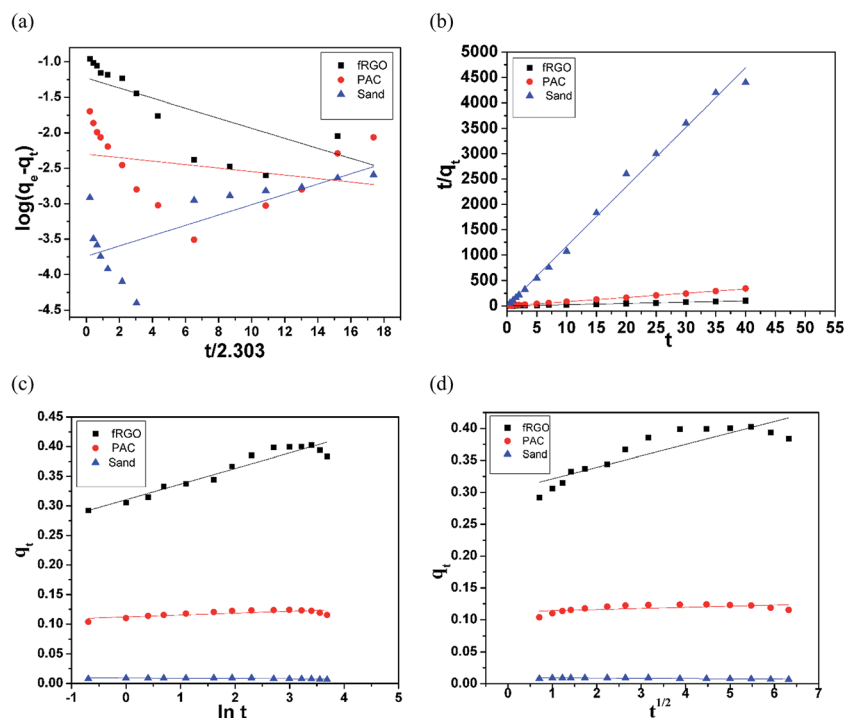 (a)
fRGO
PAC
Sand
-1.0
-1.5
-2.0
-2.5
-3.0
-3.5
-4.0
-4.5
log(qe-qt)
0 2 4 6 8 10 12 14 16 18
t/2.303
(b)
fRGO
PAC
Sand
5000
4500
4000
3500
3000
2500
2000
1500
1000
500
0
t/qt
0 5 10 15 20 25 30 35 40 45 50 55
t
(c)
fRGO
PAC
Sand
0.45
0.40
0.35
0.30
0.25
0.20
0.15
0.10
0.05
0.00
qt
-1 0 1 2 3 4 5
ln t
(d)
fRGO
PAC
Sand
0.40
0.35
0.30
0.25
0.20
0.15
0.10
0.05
0.00
qt
0 1 2 3 4 5 6 7
t1/2